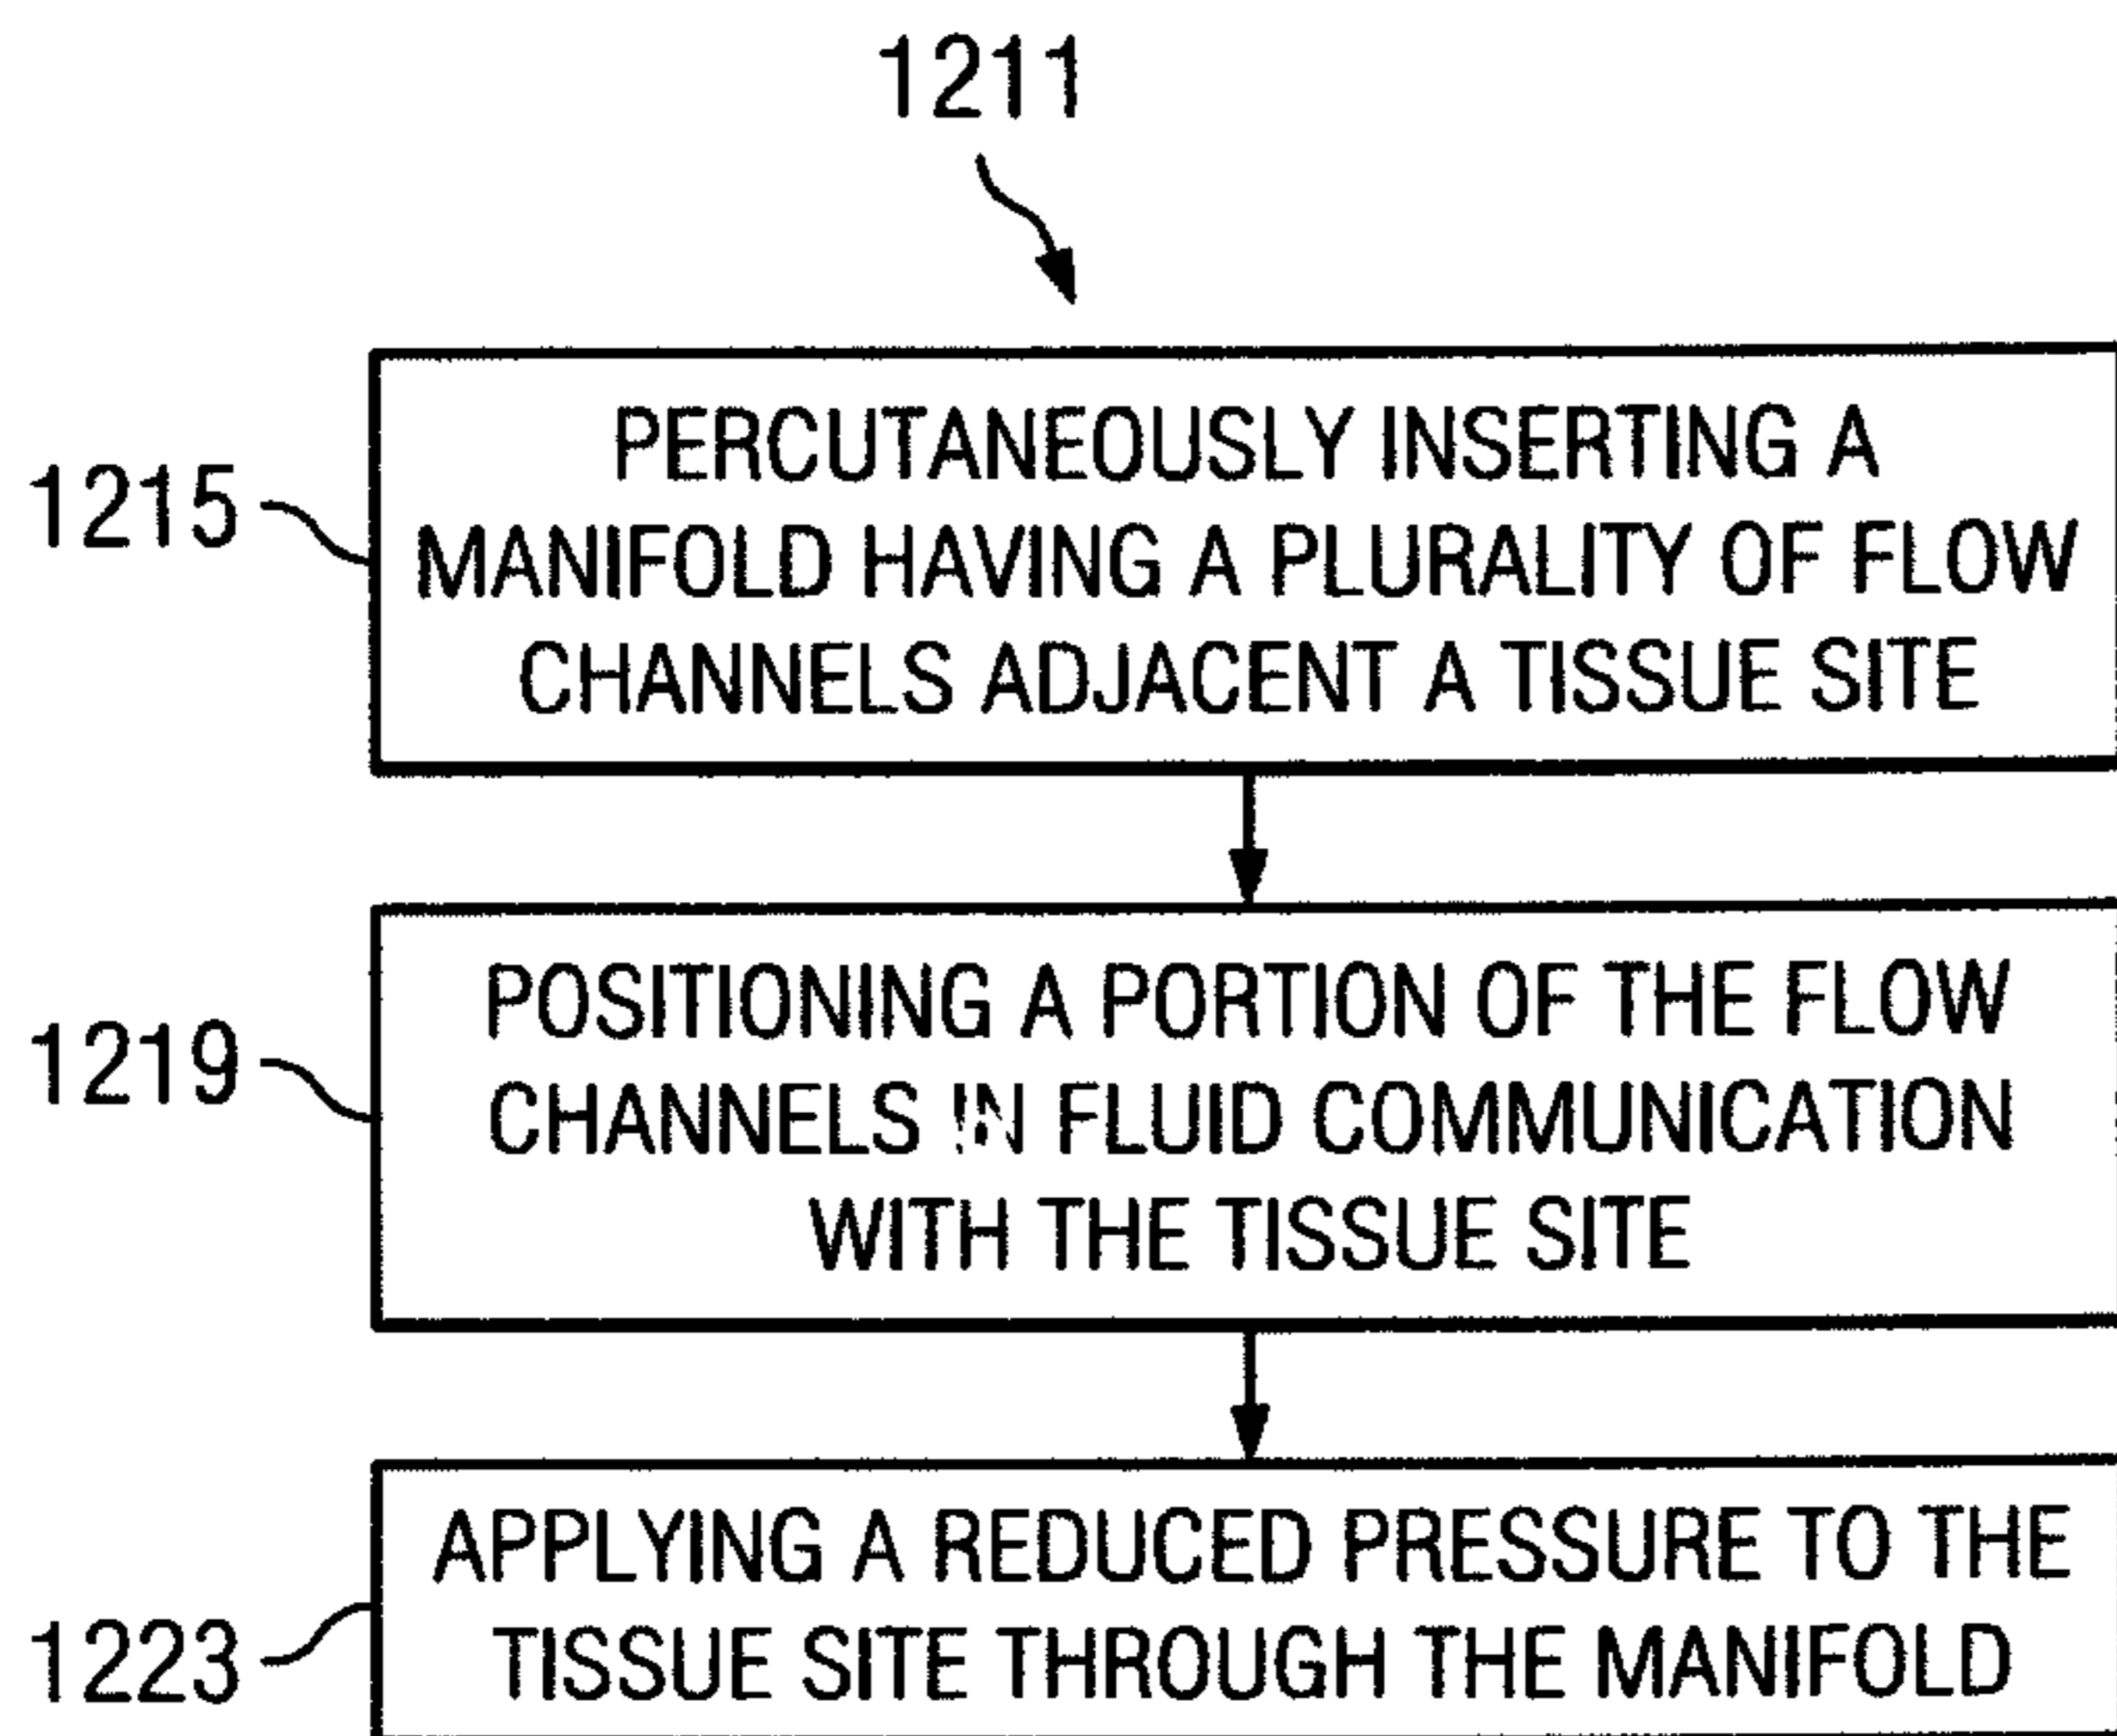 1211
1215
PERCUTANEOUSLY INSERTING A
MANIFOLD HAVING A PLURALITY OF FLOW
CHANNELS ADJACENT A TISSUE SITE
1219
POSITIONING A PORTION OF THE FLOW
CHANNELS IN FLUID COMMUNICATION
WITH THE TISSUE SITE
1223
APPLYING A REDUCED PRESSURE TO THE
TISSUE SITE THROUGH THE MANIFOLD